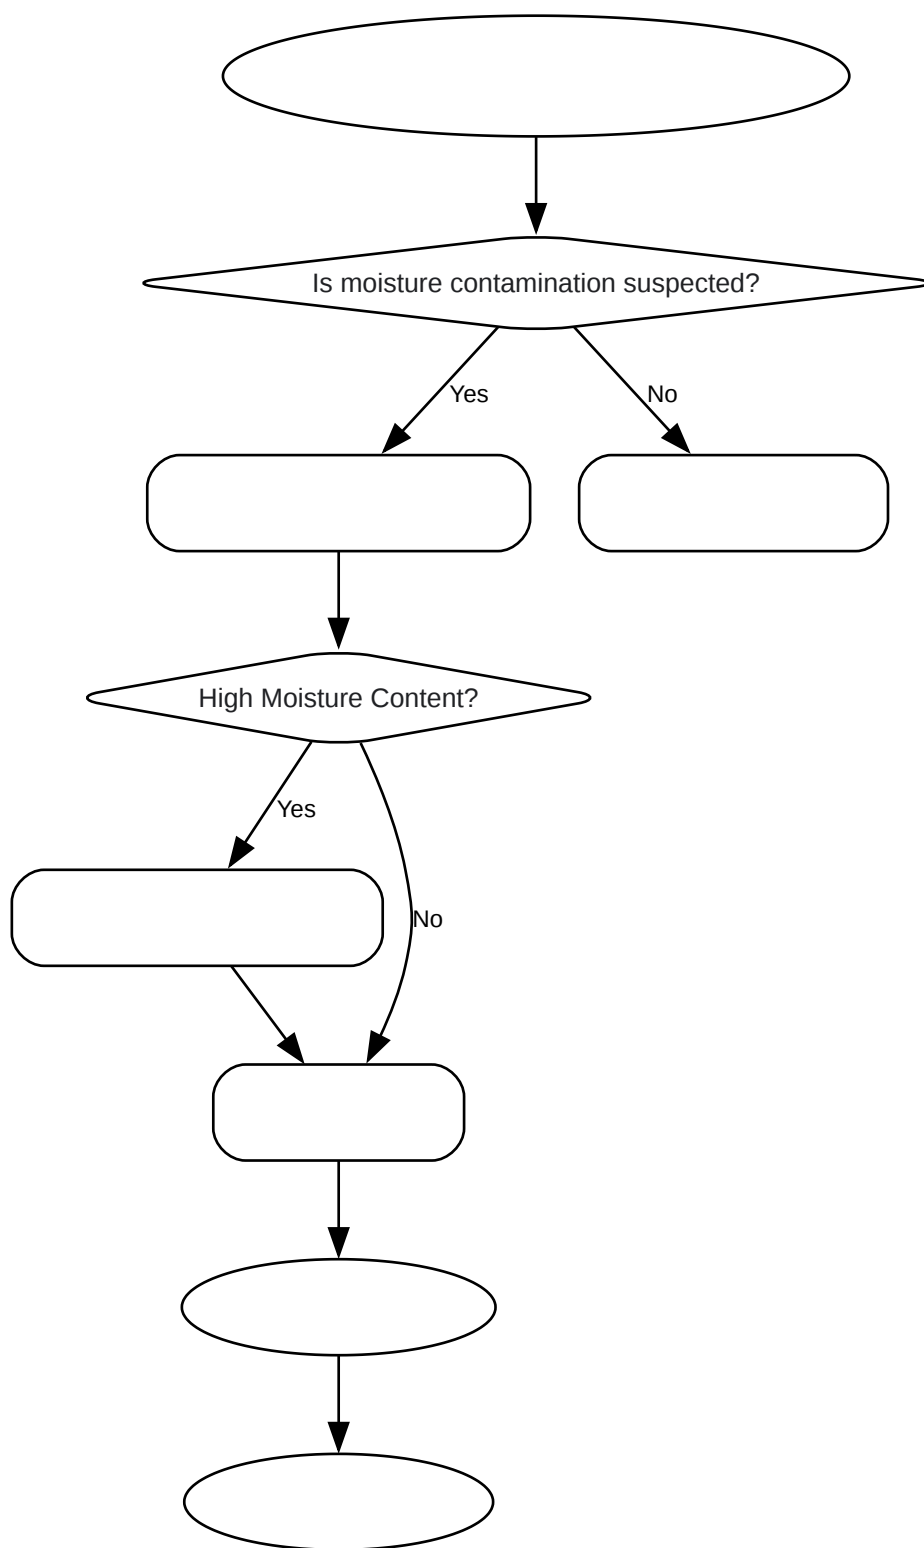 Is moisture contamination suspected?
Yes
No
High Moisture Content?
Yes
No